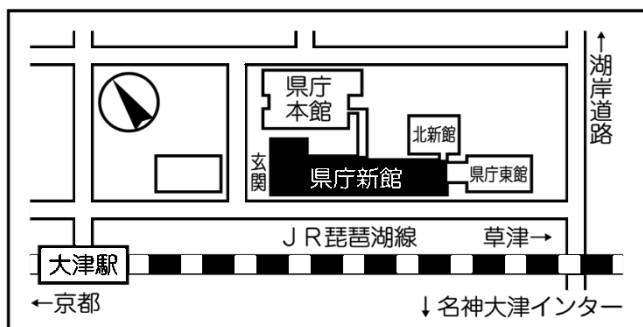 ↑湖岸道路
県庁
本館
北新館
玄関
県庁新館
県庁東館
JR琵琶湖線
草津→
大津駅
←京都
↓名神大津インター